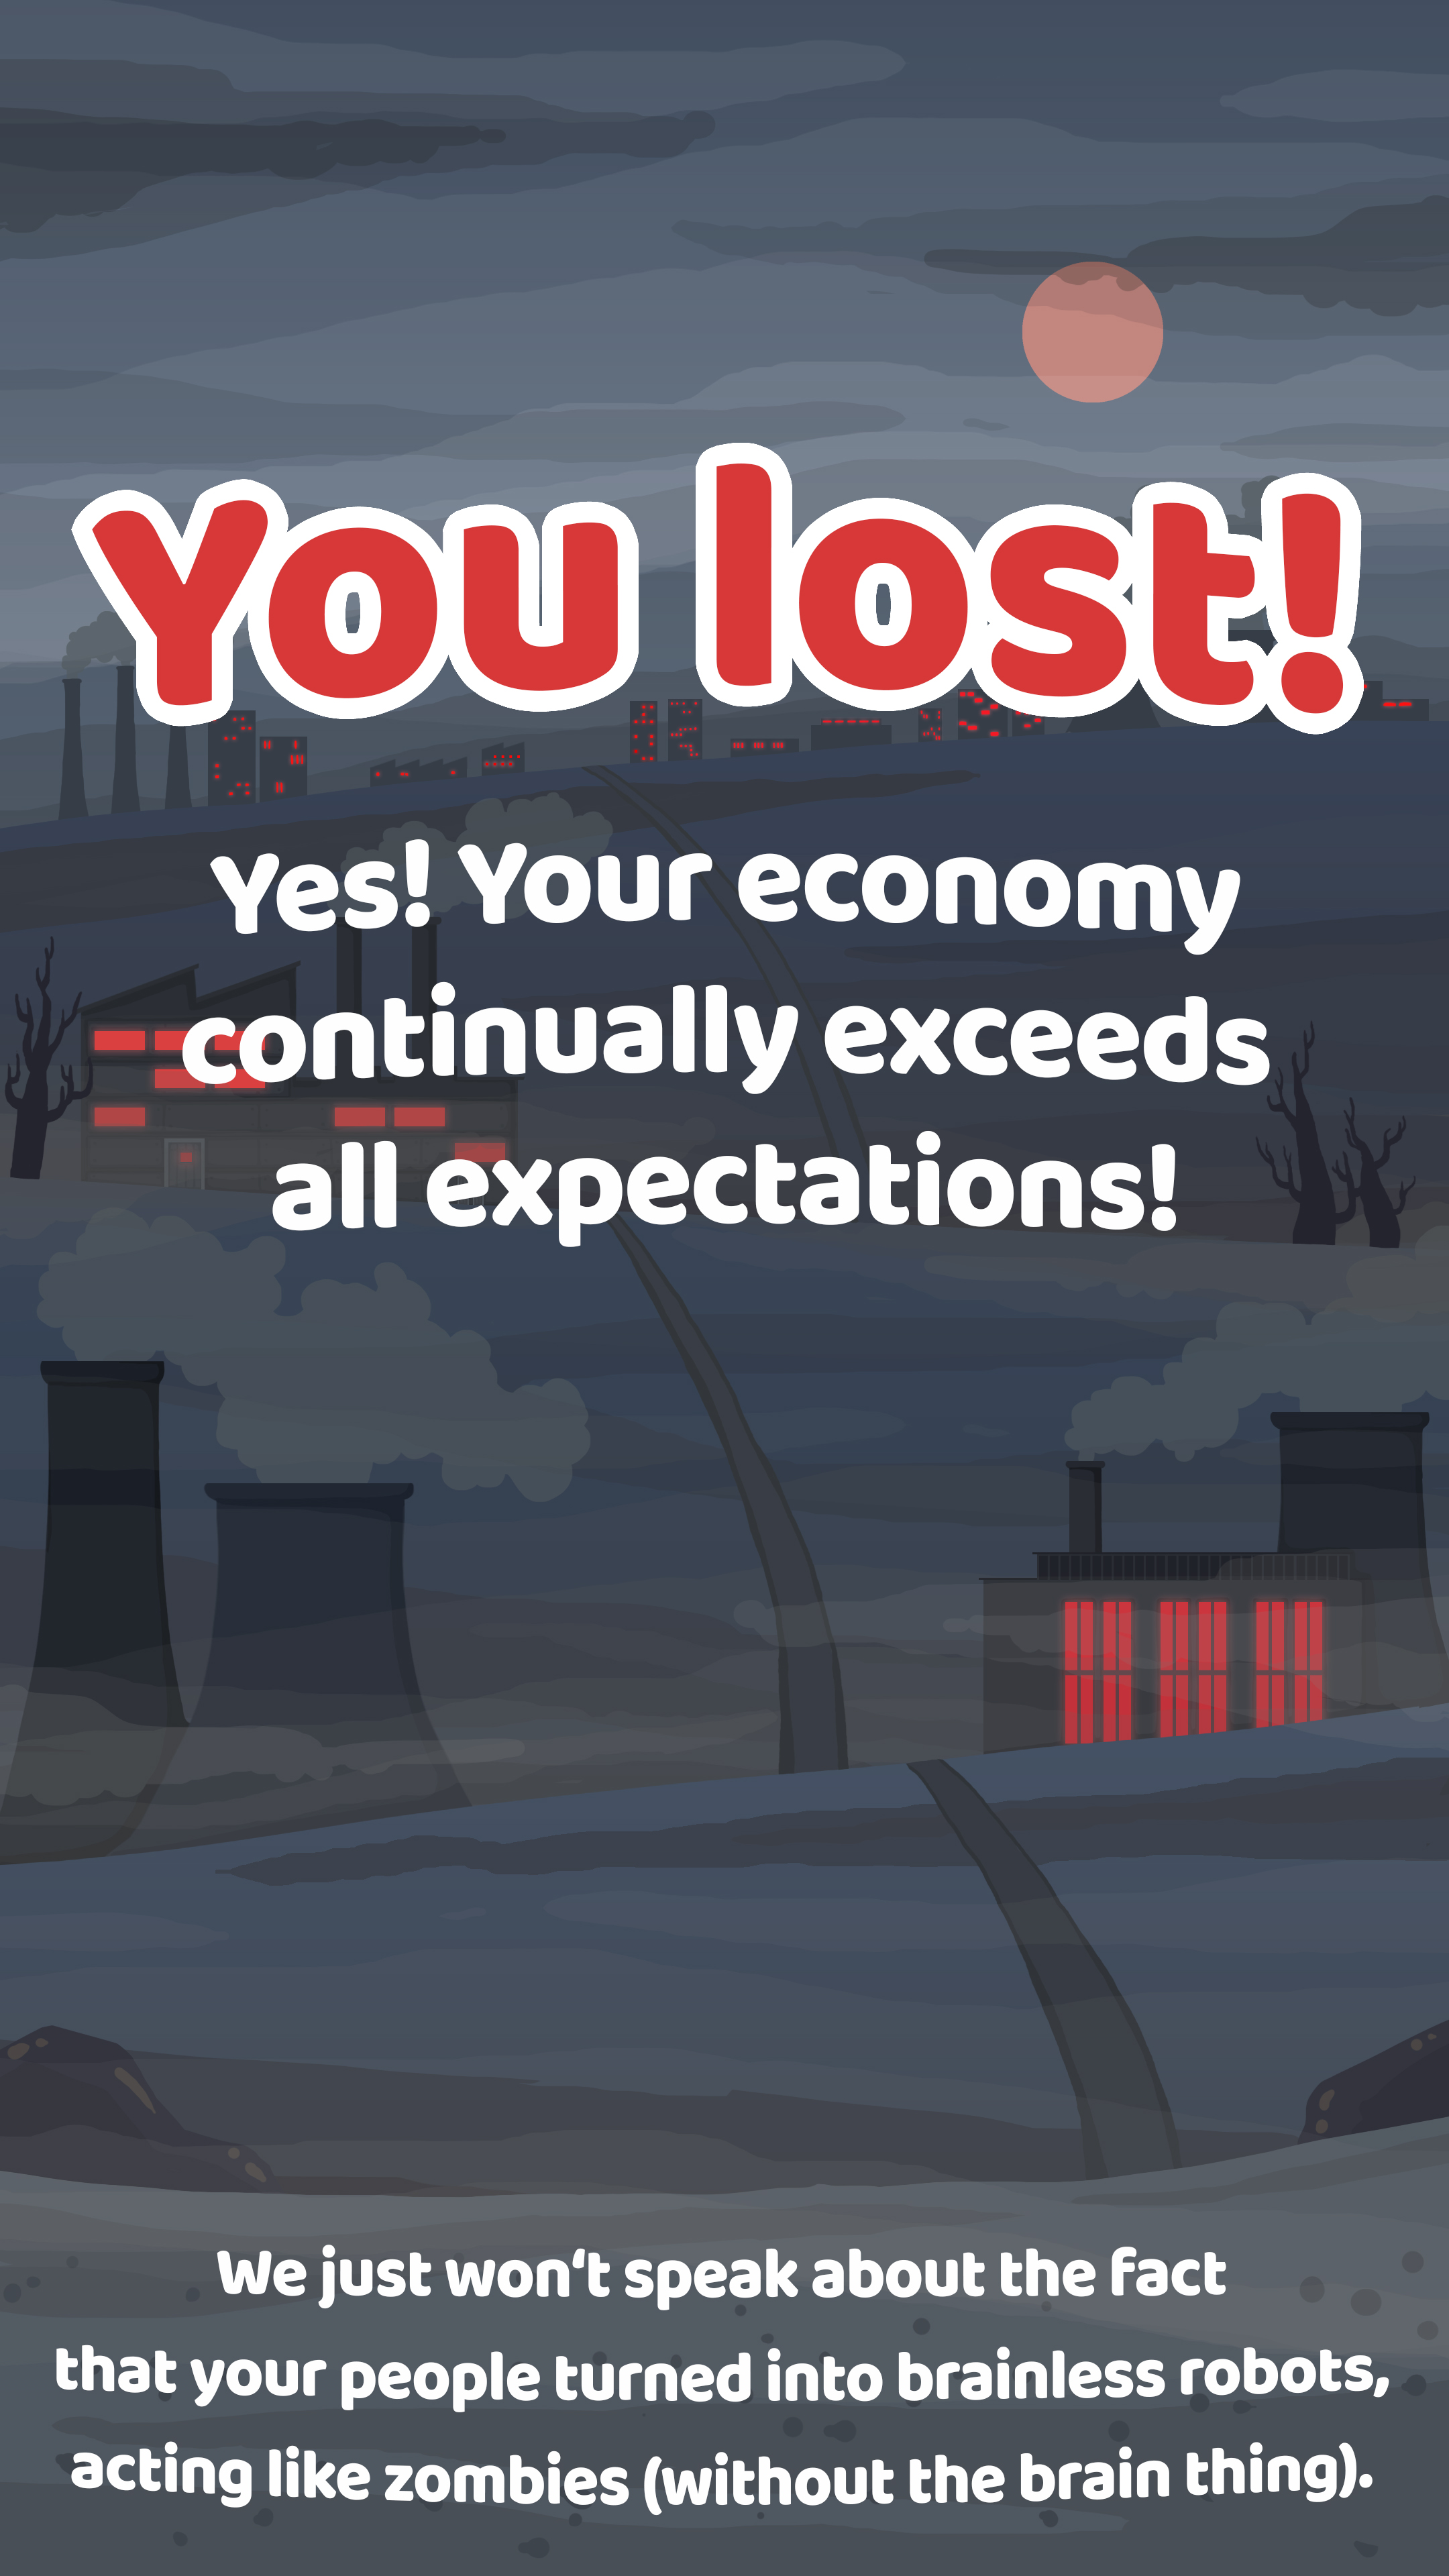 You lost!
Yes! Your economy
continually exceeds
all expectations!
We just won‘t speak about the fact
that your people turned into brainless robots,
acting like zombies (without the brain thing).